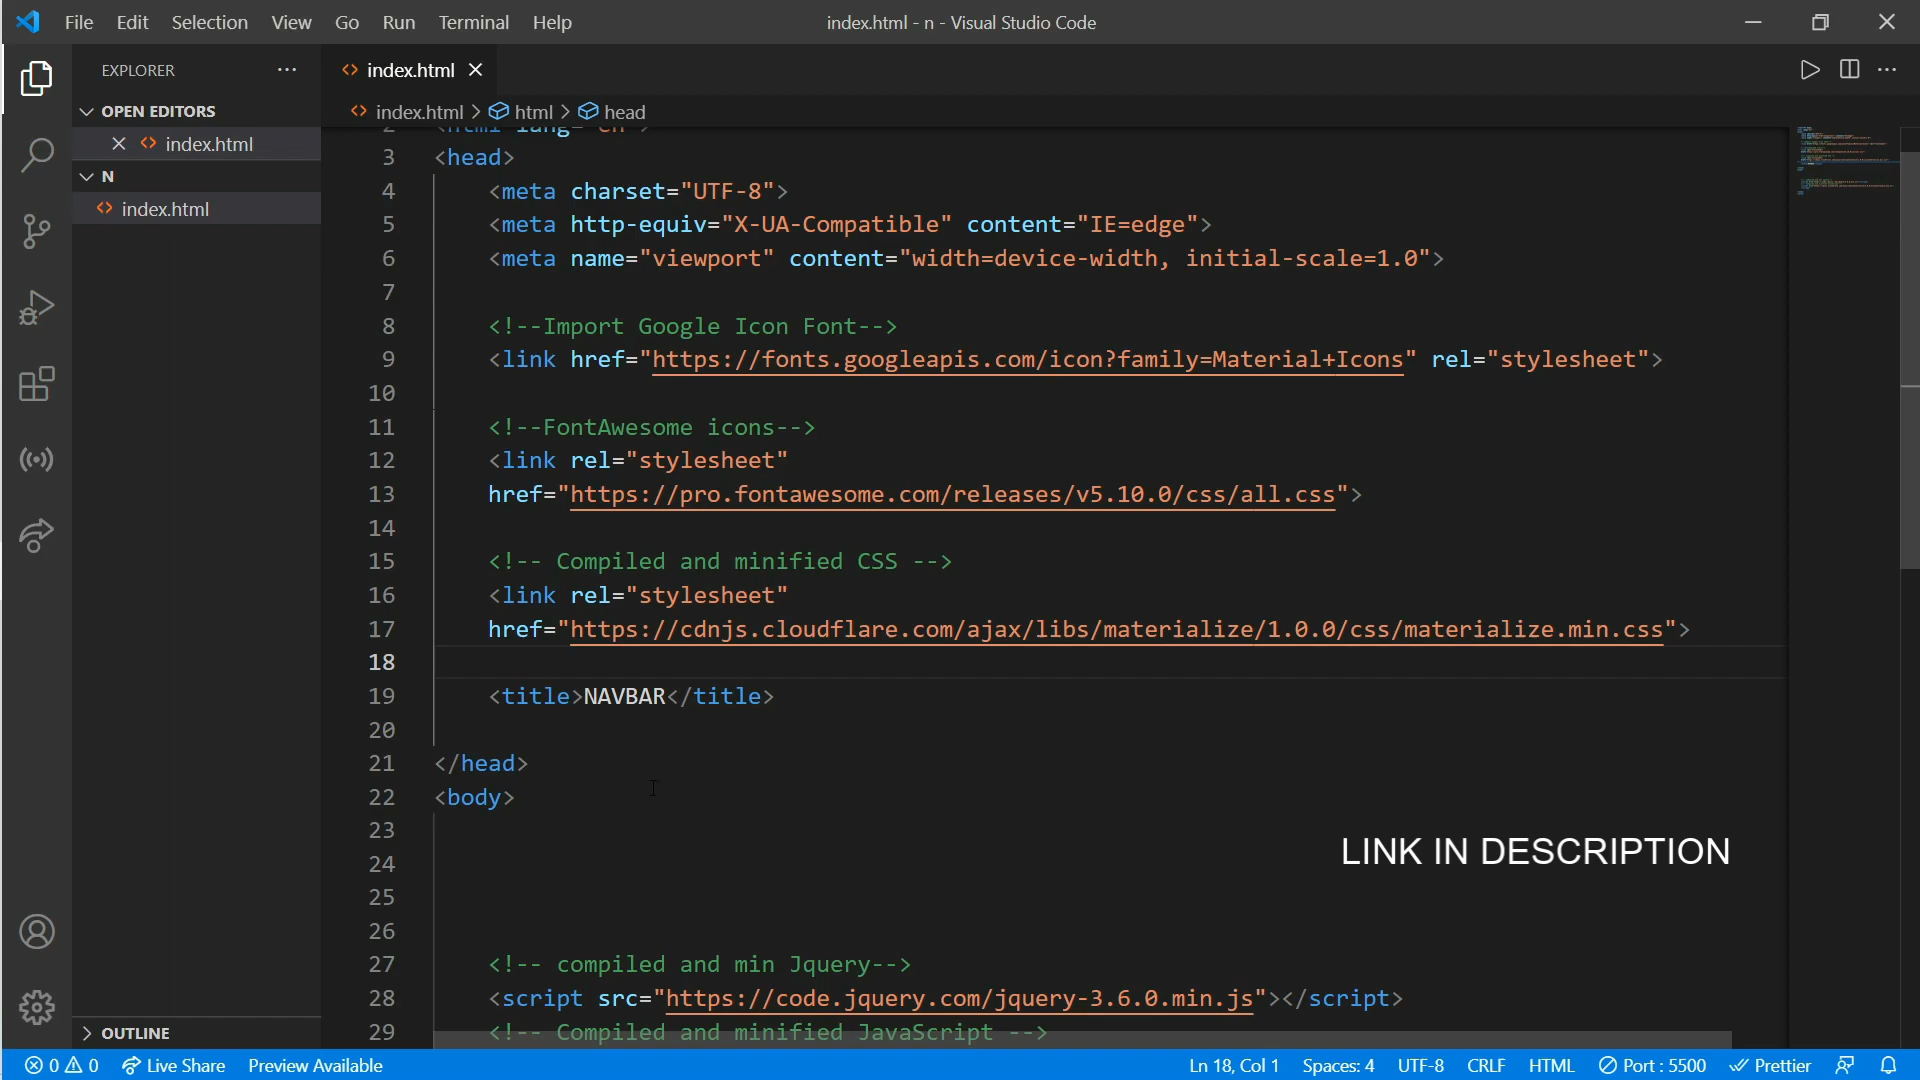 File Edit Selection View Go Run Terminal Help
index.html - n - Visual Studio Code
EXPLORER
OPEN EDITORS
index.html
N
index.html
OUTLINE
index.html
index.html > html > head
2 <html lang="en">
3 <head>
4 <meta charset="UTF-8">
5 <meta http-equiv="X-UA-Compatible" content="IE=edge">
6 <meta name="viewport" content="width=device-width, initial-scale=1.0">
7
8 <!--Import Google Icon Font-->
9 <link href="https://fonts.googleapis.com/icon?family=Material+Icons" rel="stylesheet">
10
11 <!--FontAwesome icons-->
12 <link rel="stylesheet"
13 href="https://pro.fontawesome.com/releases/v5.10.0/css/all.css">
14
15 <!-- Compiled and minified CSS -->
16 <link rel="stylesheet"
17 href="https://cdnjs.cloudflare.com/ajax/libs/materialize/1.0.0/css/materialize.min.css">
18
19 <title>NAVBAR</title>
20
21 </head>
22 <body>
23
24
25
26
27 <!-- compiled and min Jquery-->
28 <script src="https://code.jquery.com/jquery-3.6.0.min.js"></script>
29 <!-- Compiled and minified JavaScript -->
LINK IN DESCRIPTION
0 0 Live Share Preview Available
Ln 18, Col 1 Spaces: 4 UTF-8 CRLF HTML Port : 5500 Prettier